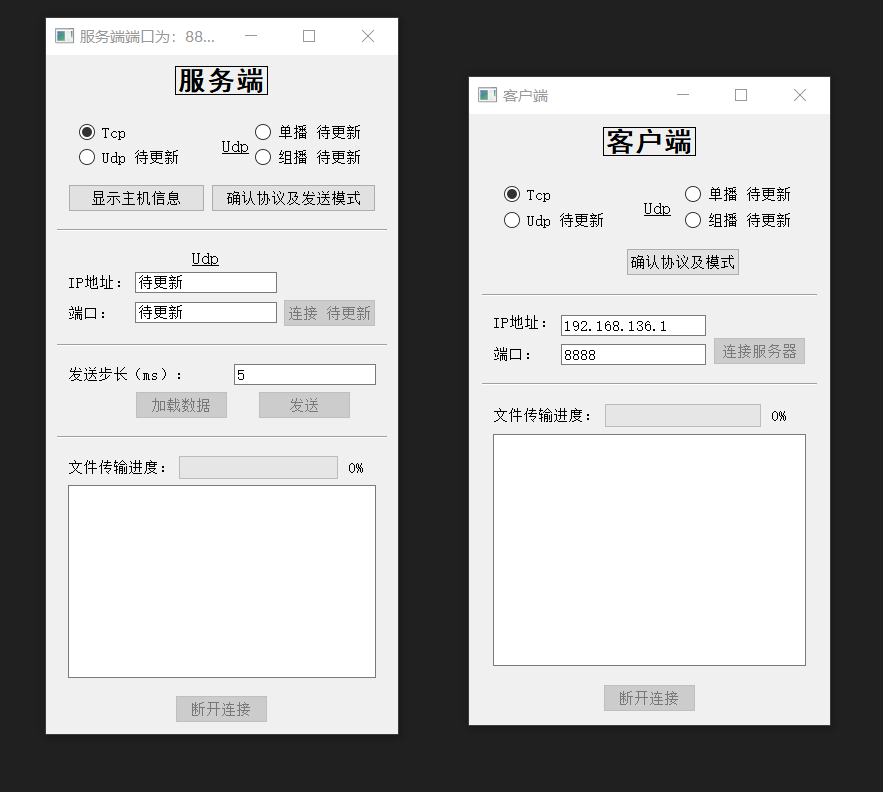 服务端端口为: 88...
服务端
Tcp
Udp 待更新
Udp
单播 待更新
组播 待更新
显示主机信息
确认协议及发送模式
Udp
IP地址:
待更新
端口:
待更新
连接 待更新
发送步长(ms):
5
加载数据
发送
文件传输进度:
0%
断开连接
客户端
客户端
Tcp
Udp 待更新
Udp
单播 待更新
组播 待更新
确认协议及模式
IP地址:
192.168.136.1
端口:
8888
连接服务器
文件传输进度:
0%
断开连接